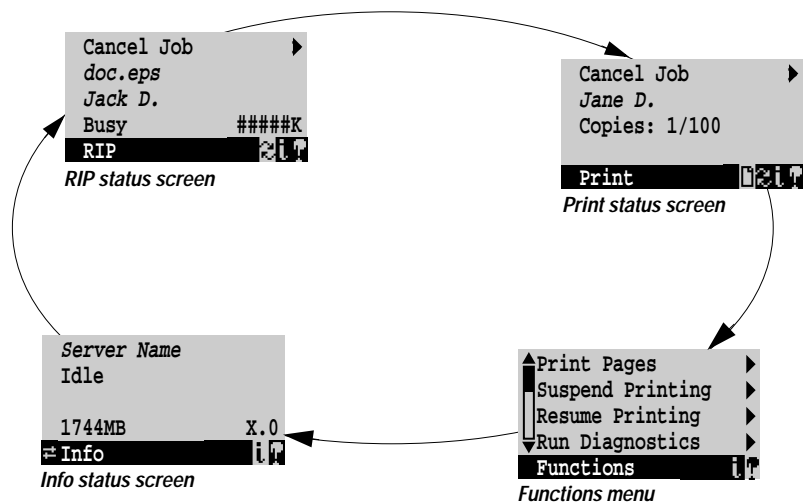 Cancel Job
doc.eps
Jack D.
Busy #####K
RIP
RIP status screen
Cancel Job
Jane D.
Copies: 1/100
Print
Print status screen
Server Name
Idle
1744MB X.0
Info
Info status screen
Print Pages
Suspend Printing
Resume Printing
Run Diagnostics
Functions
Functions menu